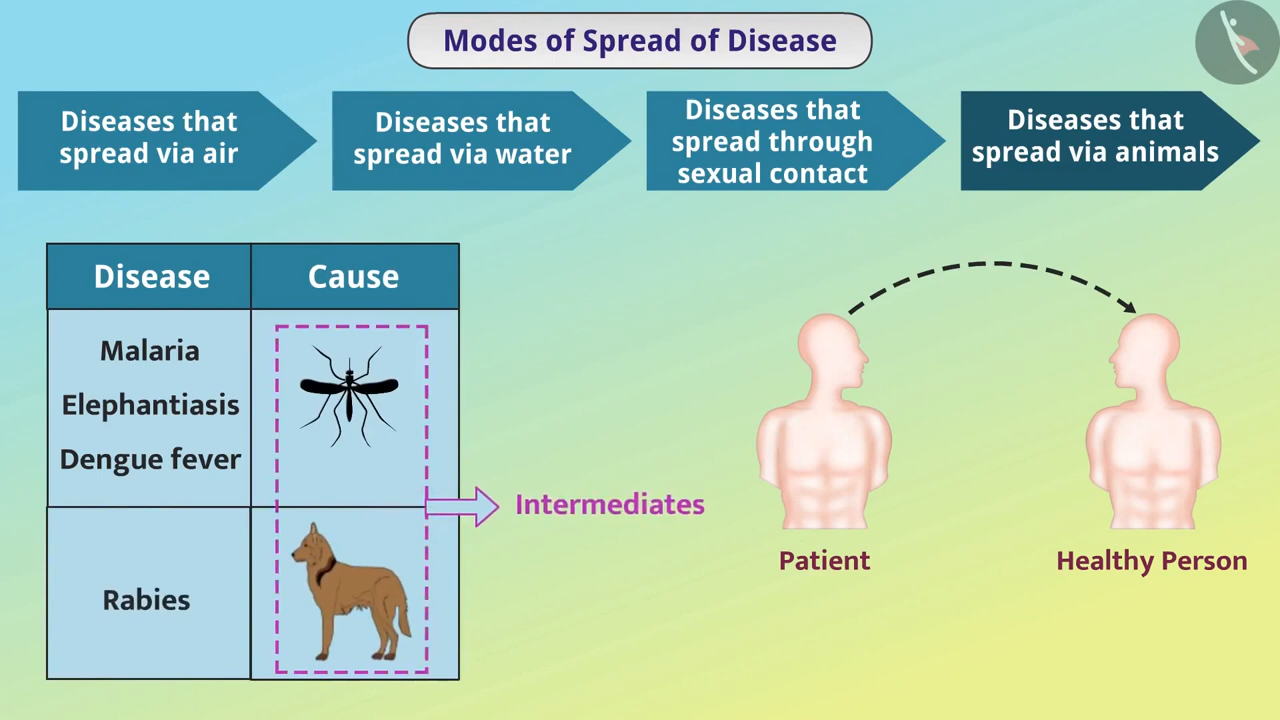 Modes of Spread of Disease
Diseases that
spread via air
Diseases that
spread via water
Diseases that
spread through
sexual contact
Diseases that
spread via animals
Disease
Cause
Malaria
Elephantiasis
Dengue fever
Rabies
Intermediates
Patient
Healthy Person